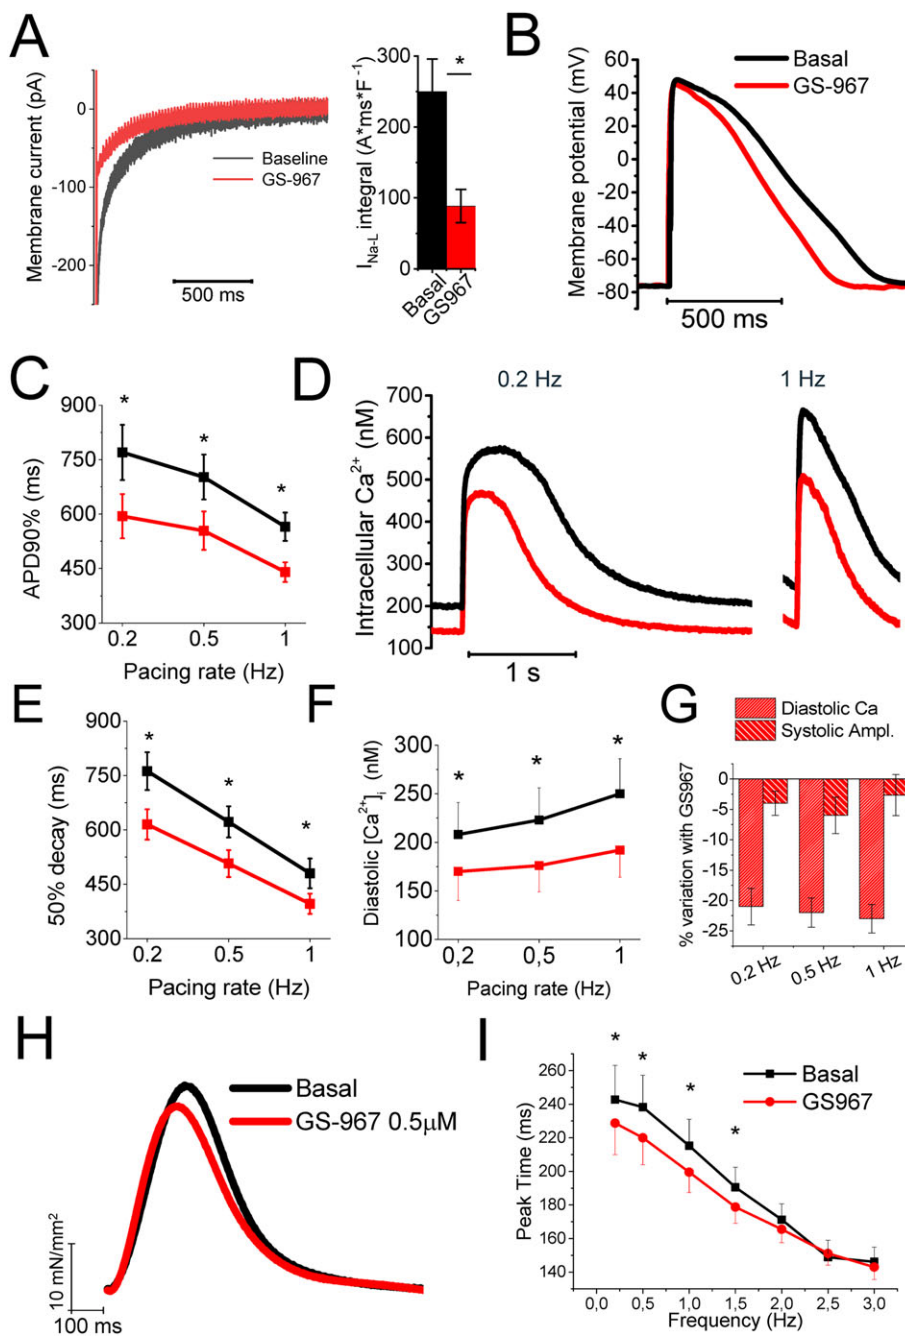 A
Membrane current (pA)
0
-100
-200
Baseline
GS-967
500 ms
I_Na-L integral (A*ms*F⁻¹)
300
200
100
0
*
Basal
GS967
B
Membrane potential (mV)
60
40
20
0
-20
-40
-60
-80
Basal
GS-967
500 ms
C
APD90% (ms)
900
750
600
450
300
* * *
0.2 0.5 1
Pacing rate (Hz)
D
0.2 Hz 1 Hz
Intracellular Ca²⁺ (nM)
700
600
500
400
300
200
100
1 s
E
50% decay (ms)
900
750
600
450
300
* * *
0.2 0.5 1
Pacing rate (Hz)
F
Diastolic [Ca²⁺]i (nM)
300
250
200
150
100
* * *
0,2 0,5 1
Pacing rate (Hz)
G
Diastolic Ca
Systolic Ampl.
% variation with GS967
0
-5
-10
-15
-20
-25
0.2 Hz 0.5 Hz 1 Hz
H
Basal
GS-967 0.5µM
10 mN/mm²
100 ms
I
Peak Time (ms)
260
240
220
200
180
160
140
* * * *
Basal
GS967
0,0 0,5 1,0 1,5 2,0 2,5 3,0
Frequency (Hz)